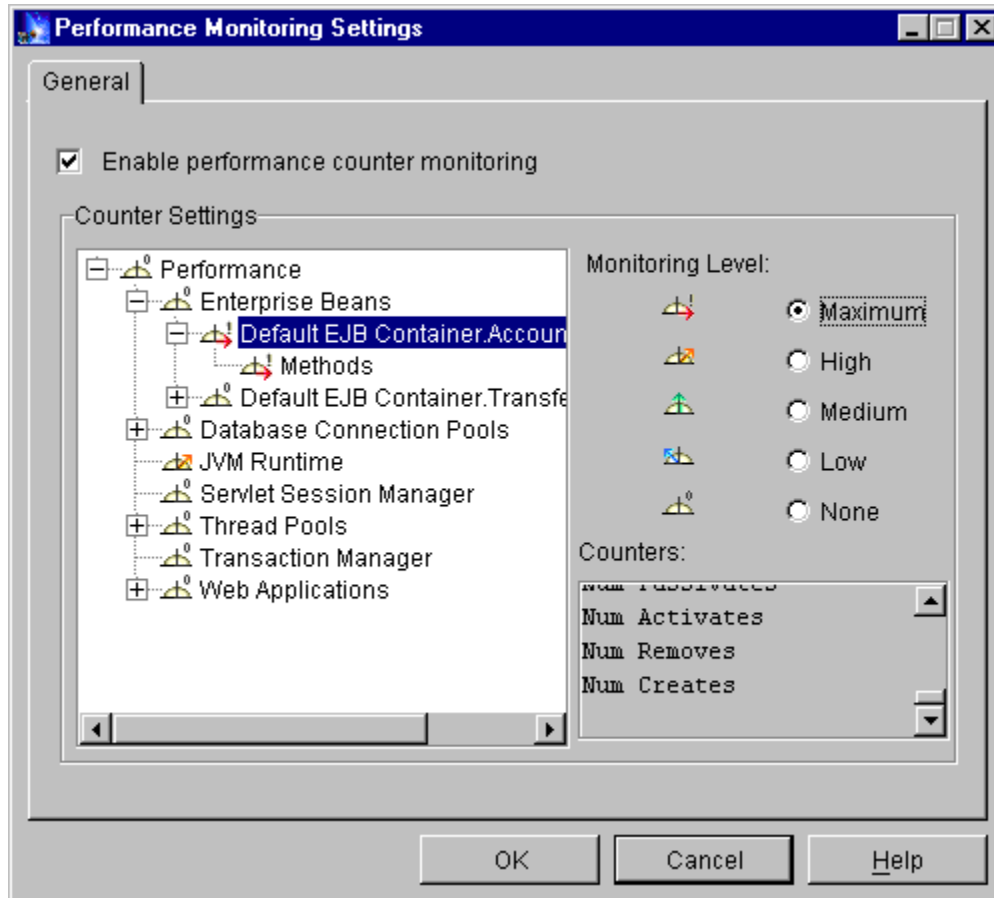 Performance Monitoring Settings
General
Enable performance counter monitoring
Counter Settings
Performance
Enterprise Beans
Default EJB Container.Accoun
Methods
Default EJB Container.Transfe
Database Connection Pools
JVM Runtime
Servlet Session Manager
Thread Pools
Transaction Manager
Web Applications
Monitoring Level:
Maximum
High
Medium
Low
None
Counters:
Num Passivates
Num Activates
Num Removes
Num Creates
OK
Cancel
Help